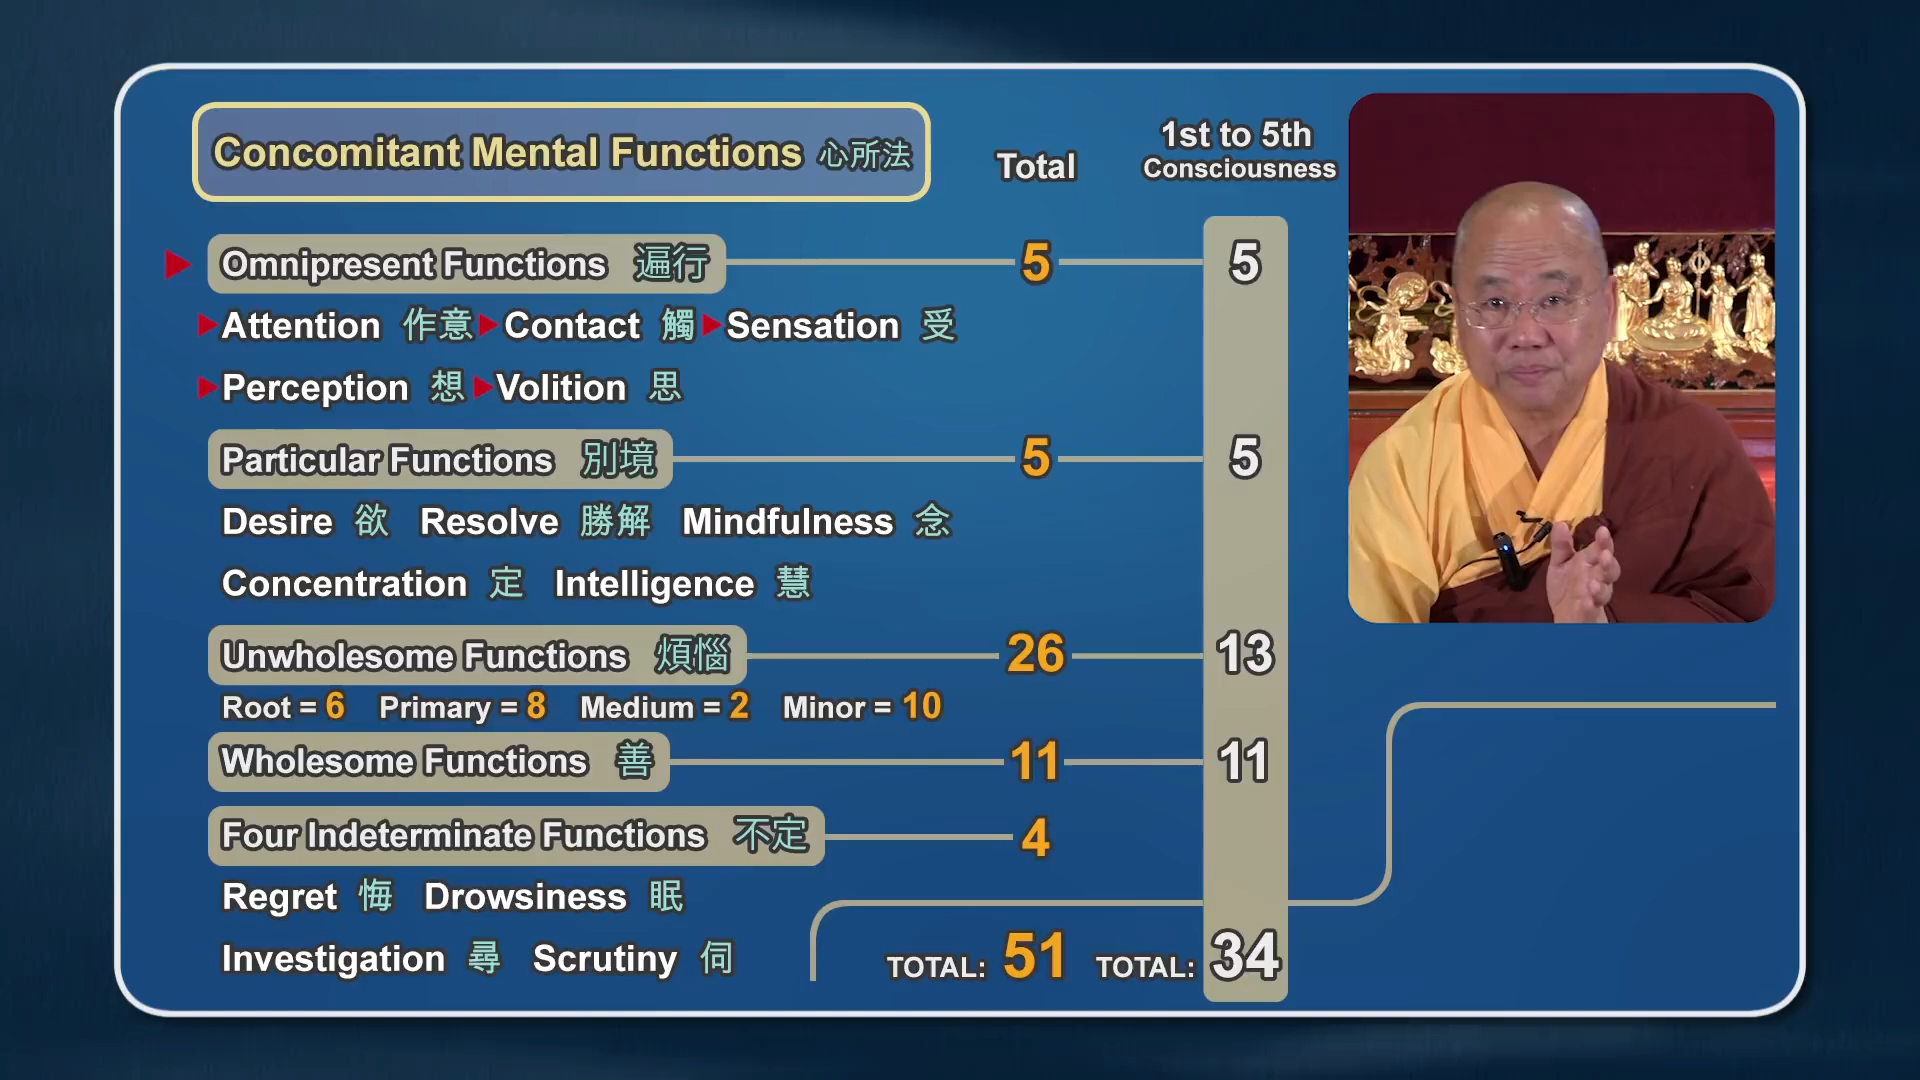 Concomitant Mental Functions 心所法
Total
1st to 5th
Consciousness
Omnipresent Functions 遍行 5 5
Attention 作意 Contact 觸 Sensation 受
Perception 想 Volition 思
Particular Functions 別境 5 5
Desire 欲 Resolve 勝解 Mindfulness 念
Concentration 定 Intelligence 慧
Unwholesome Functions 煩惱 26 13
Root = 6 Primary = 8 Medium = 2 Minor = 10
Wholesome Functions 善 11 11
Four Indeterminate Functions 不定 4
Regret 悔 Drowsiness 眠
Investigation 尋 Scrutiny 伺
TOTAL: 51 TOTAL: 34